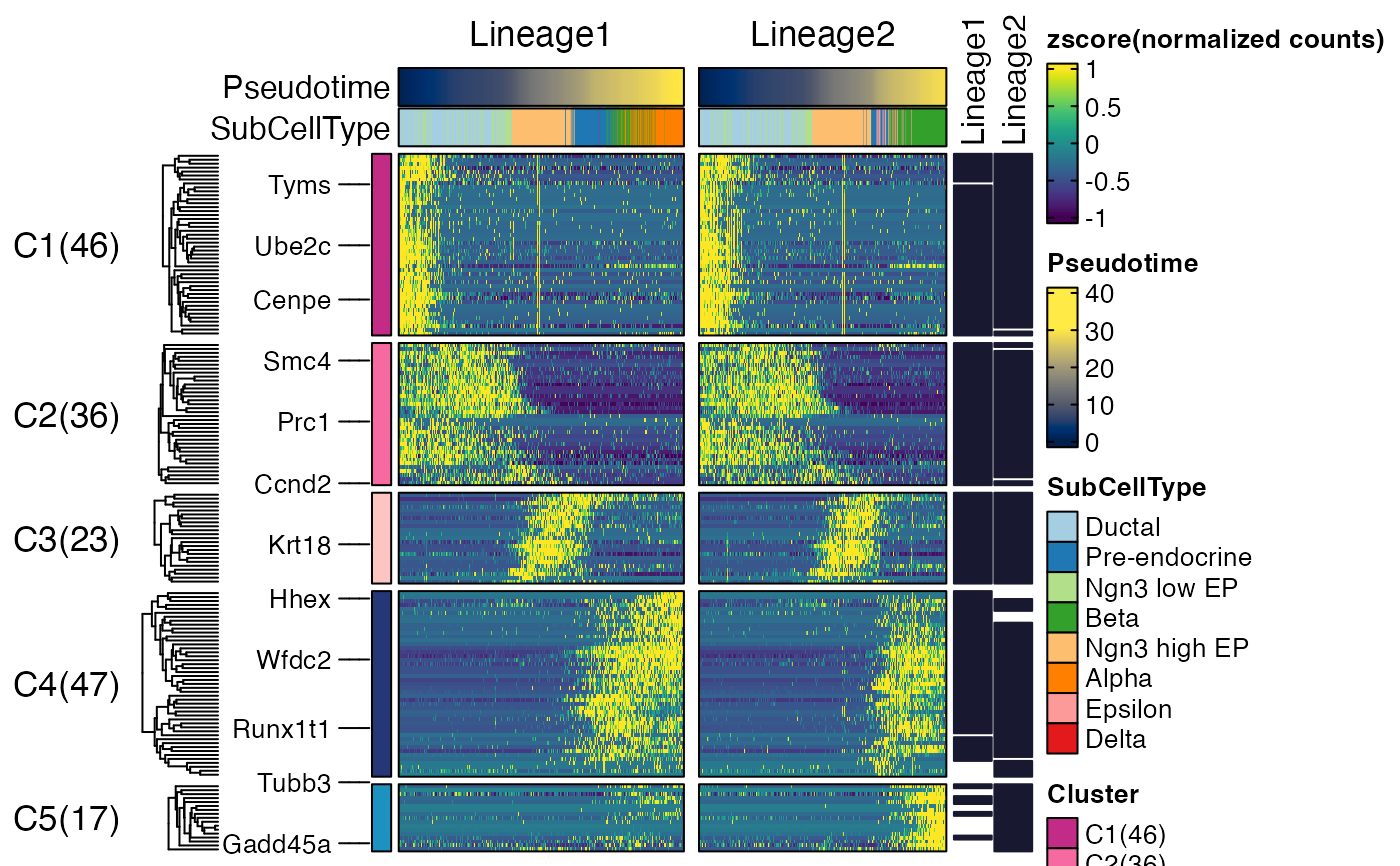 Lineage1
Lineage2
Pseudotime
SubCellType
Lineage1
Lineage2
C1(46)
Tyms
Ube2c
Cenpe
C2(36)
Smc4
Prc1
Ccnd2
C3(23)
Krt18
C4(47)
Hhex
Wfdc2
Runx1t1
C5(17)
Tubb3
Gadd45a
zscore(normalized counts)
1
0.5
0
-0.5
-1
Pseudotime
40
30
20
10
0
SubCellType
Ductal
Pre-endocrine
Ngn3 low EP
Beta
Ngn3 high EP
Alpha
Epsilon
Delta
Cluster
C1(46)
C2(36)